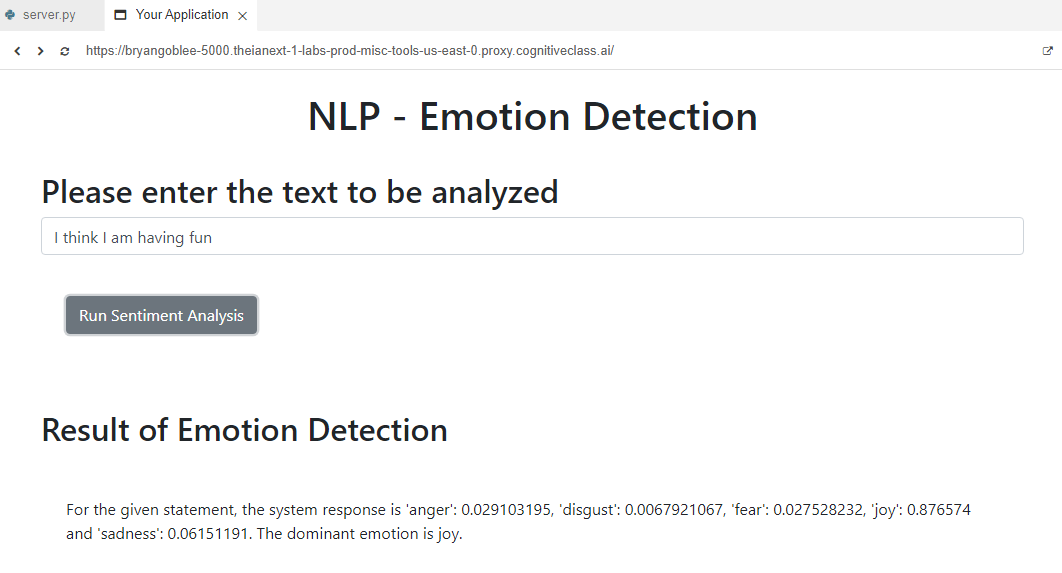 server.py
Your Application
https://bryangoblee-5000.theianext-1-labs-prod-misc-tools-us-east-0.proxy.cognitiveclass.ai/
NLP - Emotion Detection
Please enter the text to be analyzed
I think I am having fun
Run Sentiment Analysis
Result of Emotion Detection
For the given statement, the system response is 'anger': 0.029103195, 'disgust': 0.0067921067, 'fear': 0.027528232, 'joy': 0.876574
and 'sadness': 0.06151191. The dominant emotion is joy.